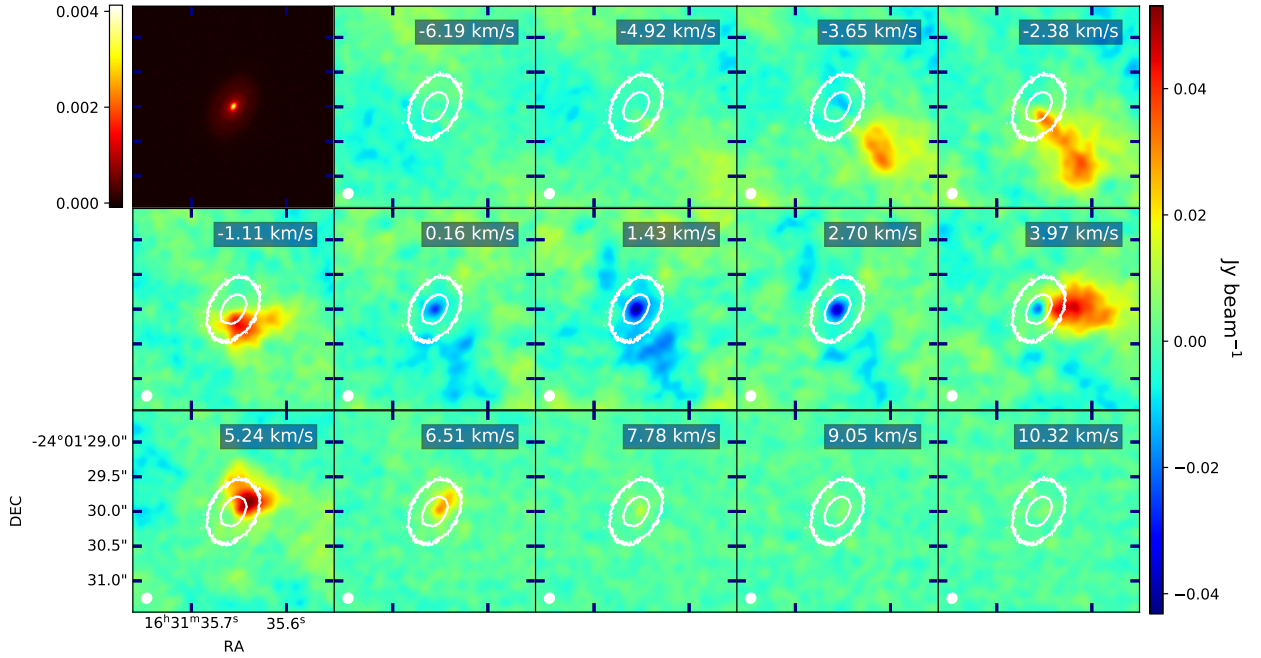 0.004
0.002
0.000
-6.19 km/s
-4.92 km/s
-3.65 km/s
-2.38 km/s
-1.11 km/s
0.16 km/s
1.43 km/s
2.70 km/s
3.97 km/s
5.24 km/s
6.51 km/s
7.78 km/s
9.05 km/s
10.32 km/s
0.04
0.02
0.00
−0.02
−0.04
Jy beam⁻¹
-24°01'29.0"
29.5"
30.0"
30.5"
31.0"
DEC
16ʰ31ᵐ35.7ˢ 35.6ˢ
RA